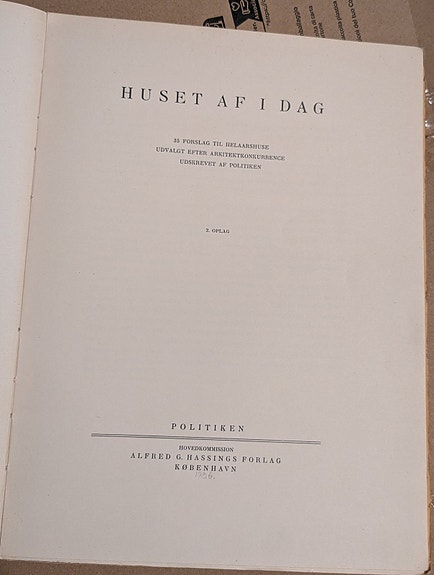 HUSET AF I DAG
35 FORSLAG TIL HELAARSHUSE
UDVALGT EFTER ARKITEKTKONKURRENCE
UDSKREVET AF POLITIKEN
2. OPLAG
POLITIKEN
HOVEDKOMMISSION
ALFRED G. HASSINGS FORLAG
KØBENHAVN
1936.